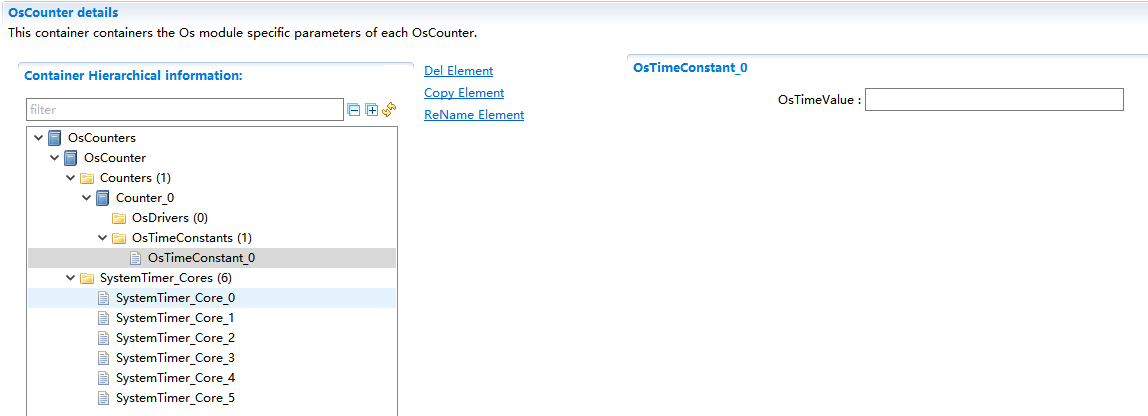 OsCounter details
This container containers the Os module specific parameters of each OsCounter.
Container Hierarchical information:
filter
OsCounters
OsCounter
Counters (1)
Counter_0
OsDrivers (0)
OsTimeConstants (1)
OsTimeConstant_0
SystemTimer_Cores (6)
SystemTimer_Core_0
SystemTimer_Core_1
SystemTimer_Core_2
SystemTimer_Core_3
SystemTimer_Core_4
SystemTimer_Core_5
Del Element
Copy Element
ReName Element
OsTimeConstant_0
OsTimeValue :